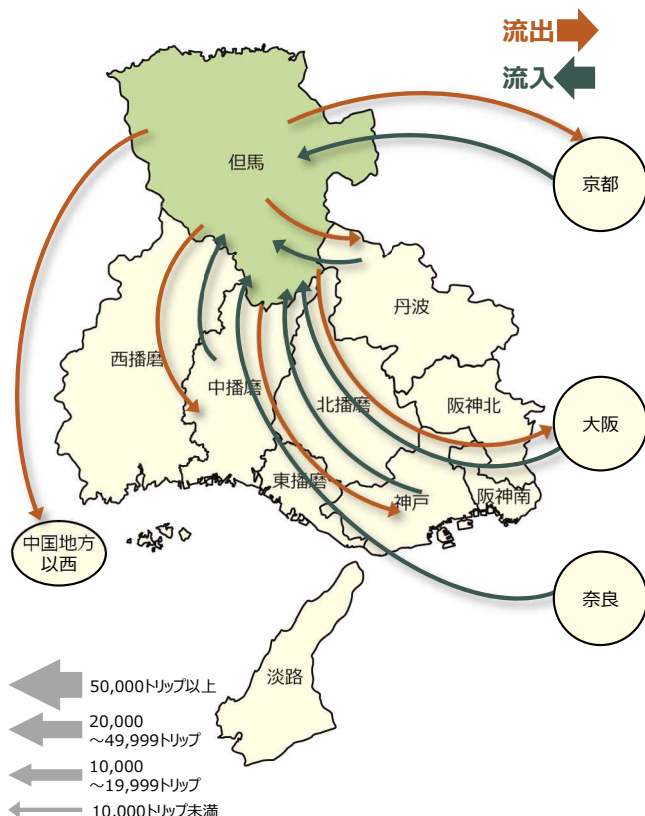 流出
流入
但馬
京都
丹波
西播磨
中播磨
北播磨
阪神北
大阪
東播磨
神戸
阪神南
中国地方
以西
奈良
淡路
50,000トリップ以上
20,000
～49,999トリップ
10,000
～19,999トリップ
10,000トリップ未満